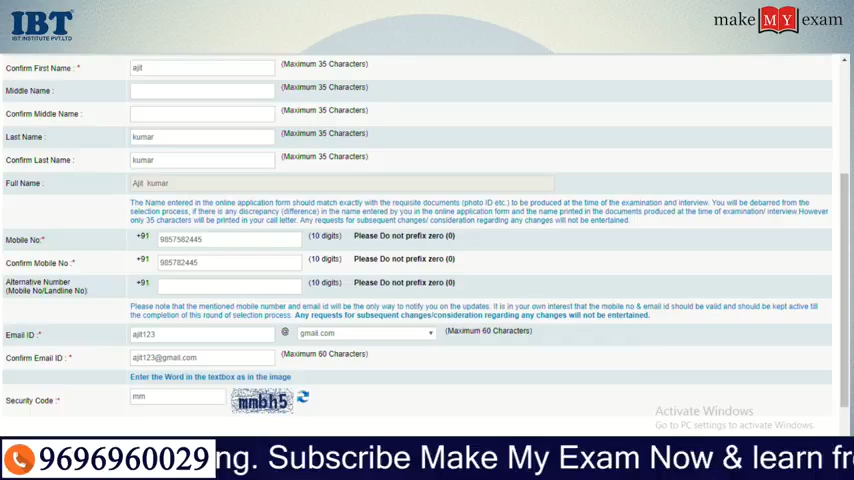 IBT
IBT INSTITUTE PVT.LTD
make MY exam
Confirm First Name : * ajit (Maximum 35 Characters)
Middle Name : (Maximum 35 Characters)
Confirm Middle Name : (Maximum 35 Characters)
Last Name : kumar (Maximum 35 Characters)
Confirm Last Name : kumar (Maximum 35 Characters)
Full Name : Ajit kumar
The Name entered in the online application form should match exactly with the requisite documents (photo ID etc.) to be produced at the time of the examination and interview. You will be debarred from the
selection process, if there is any discrepancy (difference) in the name entered by you in the online application form and the name printed in the documents produced at the time of examination/ interview.However
only 35 characters will be printed in your call letter. Any requests for subsequent changes/ consideration regarding any changes will not be entertained.
Mobile No:* +91 9857582445 (10 digits) Please Do not prefix zero (0)
Confirm Mobile No :* +91 985782445 (10 digits) Please Do not prefix zero (0)
Alternative Number
(Mobile No/Landline No): +91 (10 digits) Please Do not prefix zero (0)
Please note that the mentioned mobile number and email id will be the only way to notify you on the updates. It is in your own interest that the mobile no & email id should be valid and should be kept active till
the completion of this round of selection process. Any requests for subsequent changes/consideration regarding any changes will not be entertained.
Email ID : * ajit123 @ gmail.com (Maximum 60 Characters)
Confirm Email ID : * ajit123@gmail.com (Maximum 60 Characters)
Enter the Word in the textbox as in the image
Security Code :* mm mmbh5
Activate Windows
Go to PC settings to activate Windows.
9696960029 ng. Subscribe Make My Exam Now & learn fr